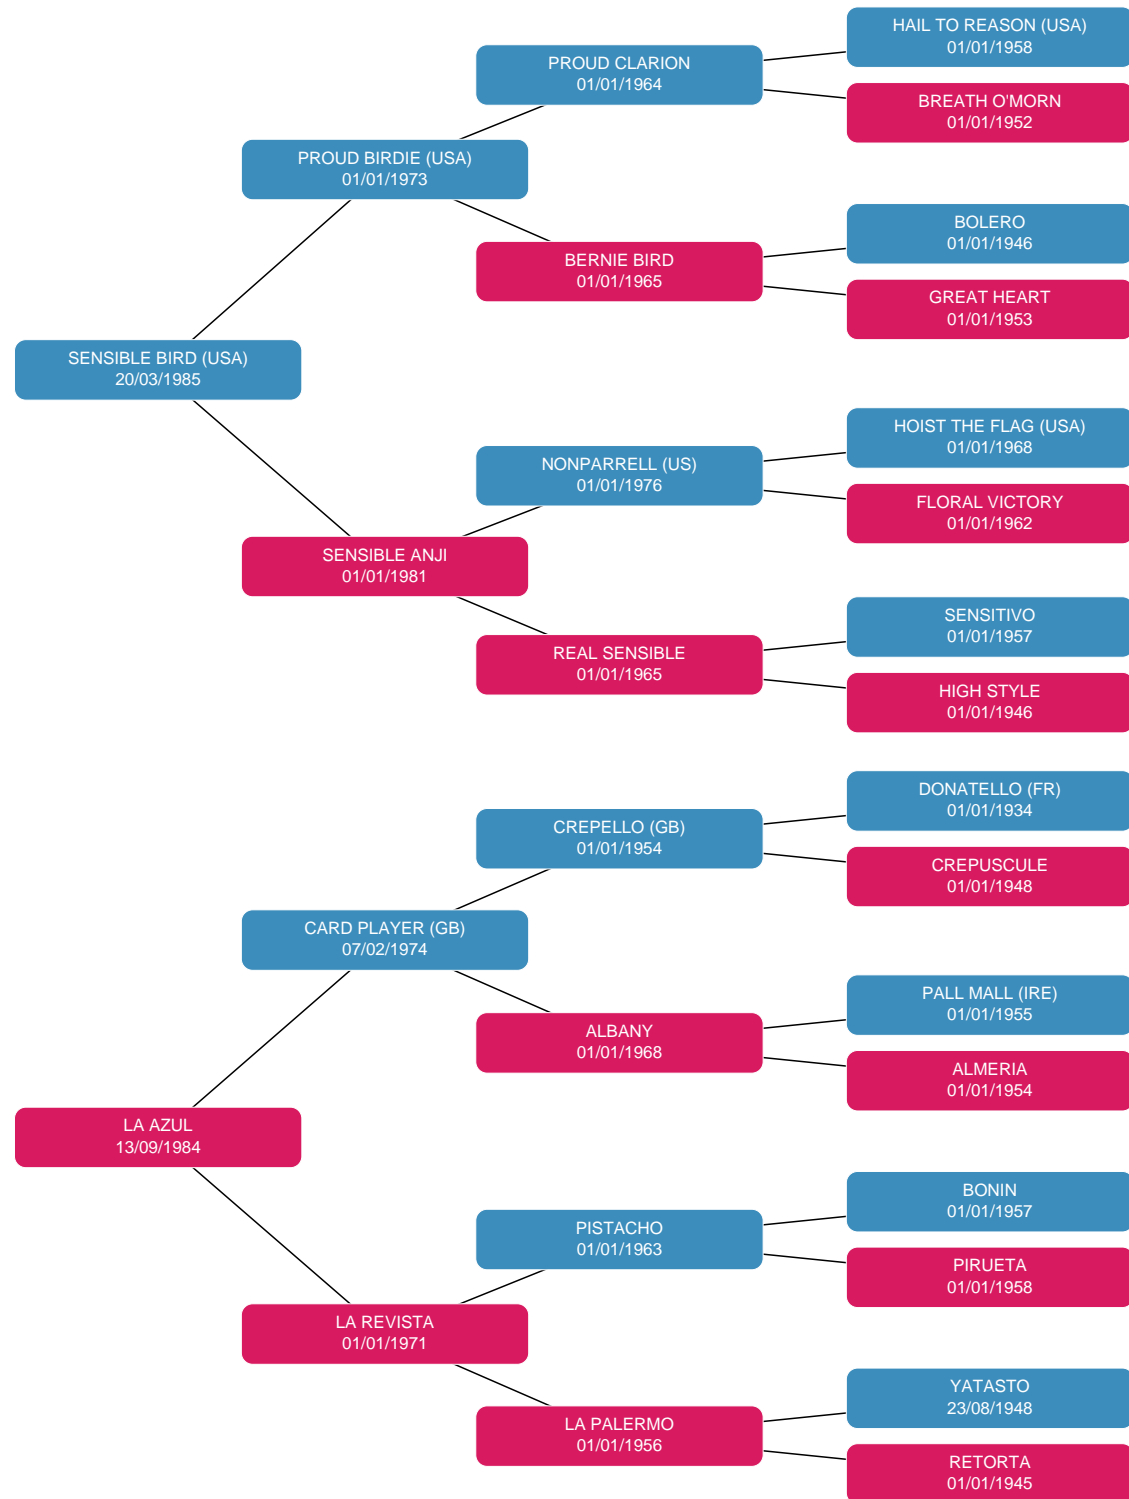 HAIL TO REASON (USA)
01/01/1958
PROUD CLARION
01/01/1964
BREATH O'MORN
01/01/1952
PROUD BIRDIE (USA)
01/01/1973
BOLERO
01/01/1946
BERNIE BIRD
01/01/1965
GREAT HEART
01/01/1953
SENSIBLE BIRD (USA)
20/03/1985
HOIST THE FLAG (USA)
01/01/1968
NONPARRELL (US)
01/01/1976
FLORAL VICTORY
01/01/1962
SENSIBLE ANJI
01/01/1981
SENSITIVO
01/01/1957
REAL SENSIBLE
01/01/1965
HIGH STYLE
01/01/1946
DONATELLO (FR)
01/01/1934
CREPELLO (GB)
01/01/1954
CREPUSCULE
01/01/1948
CARD PLAYER (GB)
07/02/1974
PALL MALL (IRE)
01/01/1955
ALBANY
01/01/1968
ALMERIA
01/01/1954
LA AZUL
13/09/1984
BONIN
01/01/1957
PISTACHO
01/01/1963
PIRUETA
01/01/1958
LA REVISTA
01/01/1971
YATASTO
23/08/1948
LA PALERMO
01/01/1956
RETORTA
01/01/1945